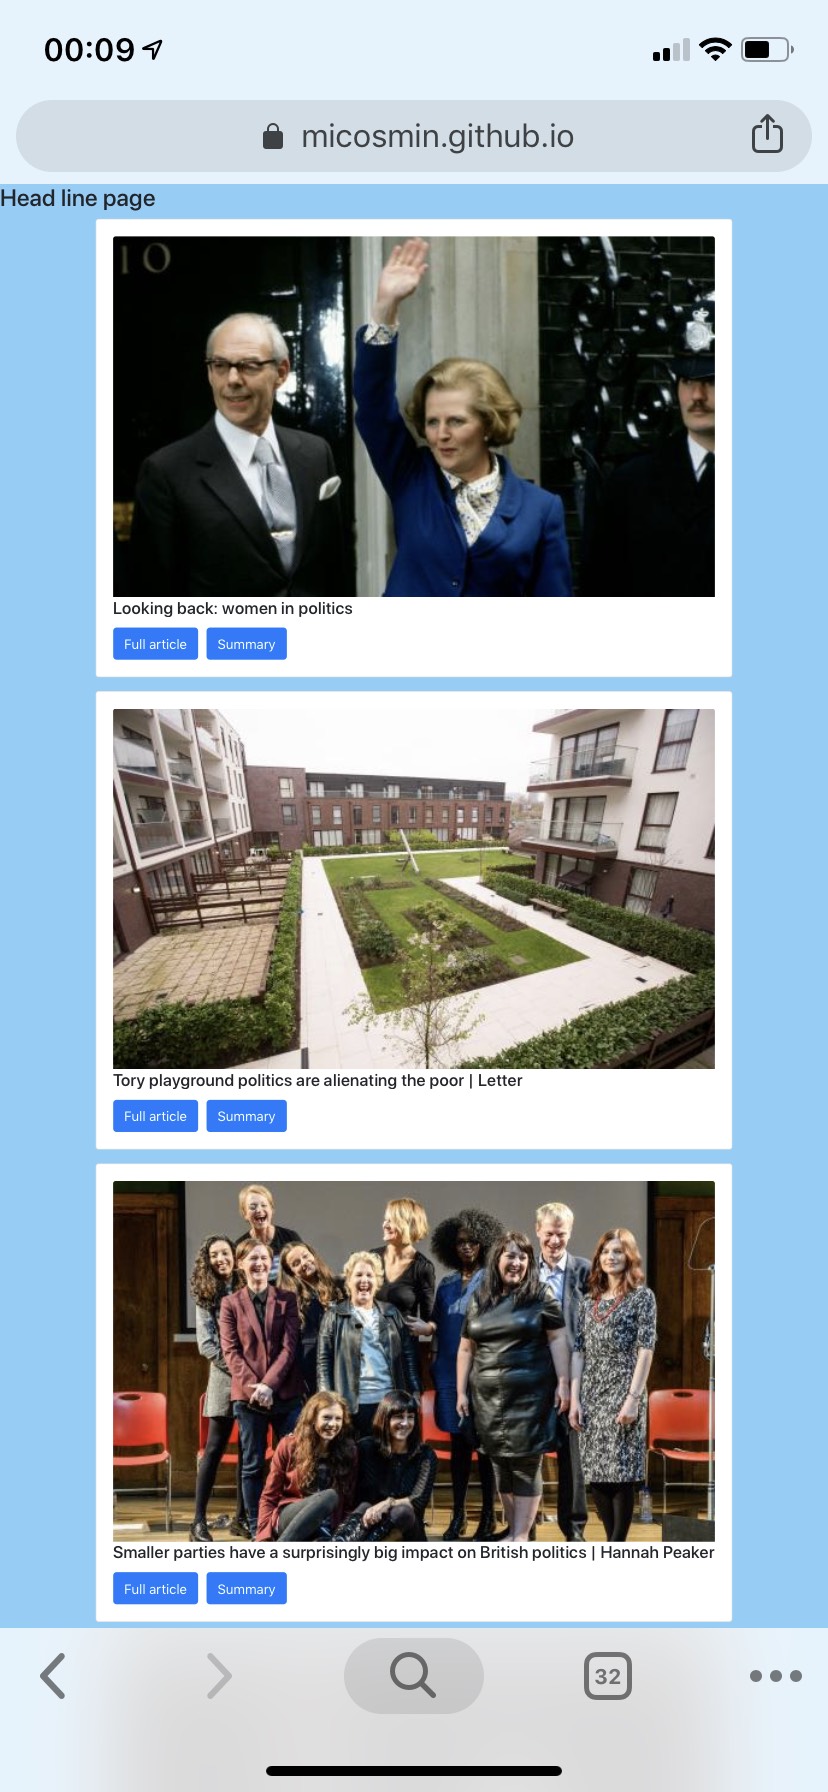 00:09
micosmin.github.io
Head line page
10
Looking back: women in politics
Full article Summary
Tory playground politics are alienating the poor | Letter
Full article Summary
Smaller parties have a surprisingly big impact on British politics | Hannah Peaker
Full article Summary
32